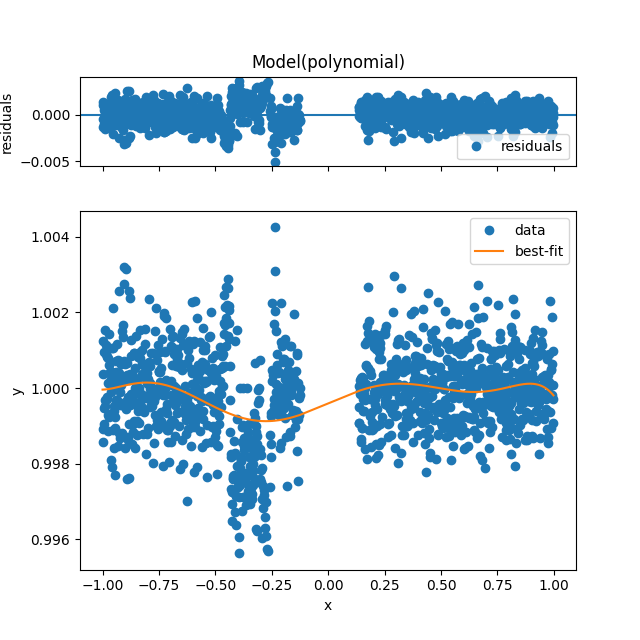 Model(polynomial)
residuals
0.000
−0.005
residuals
y
1.004
1.002
1.000
0.998
0.996
data
best-fit
−1.00 −0.75 −0.50 −0.25 0.00 0.25 0.50 0.75 1.00
x